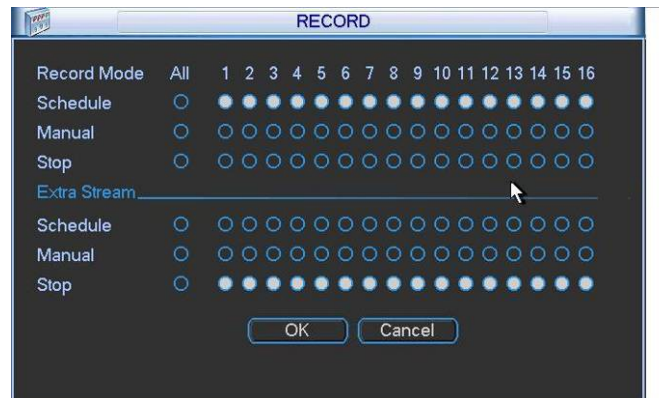 RECORD
Record Mode All 1 2 3 4 5 6 7 8 9 10 11 12 13 14 15 16
Schedule
Manual
Stop
Extra Stream
Schedule
Manual
Stop
OK Cancel